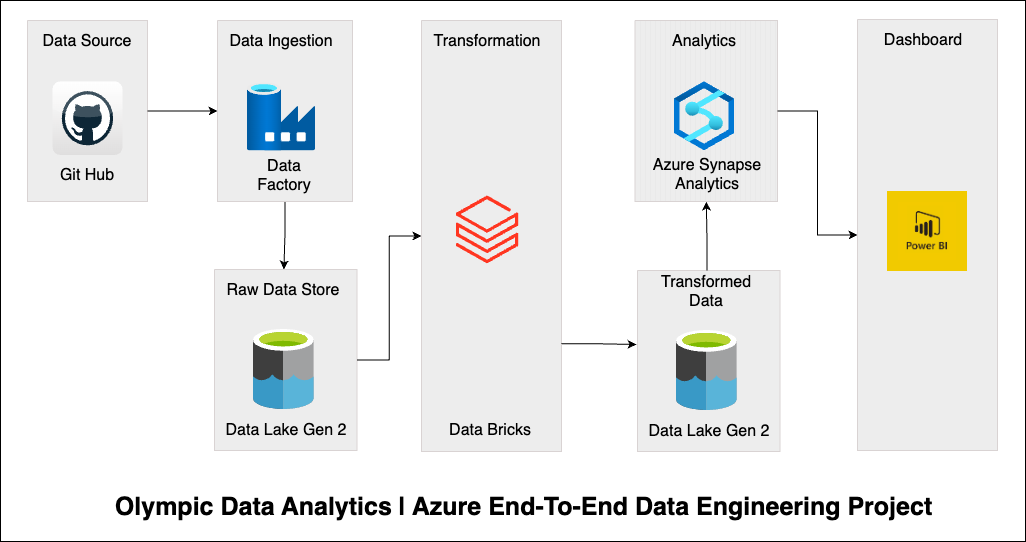 Data Source
Git Hub
Data Ingestion
Data
Factory
Raw Data Store
Data Lake Gen 2
Transformation
Data Bricks
Transformed
Data
Data Lake Gen 2
Analytics
Azure Synapse
Analytics
Dashboard
Power BI
Olympic Data Analytics | Azure End-To-End Data Engineering Project